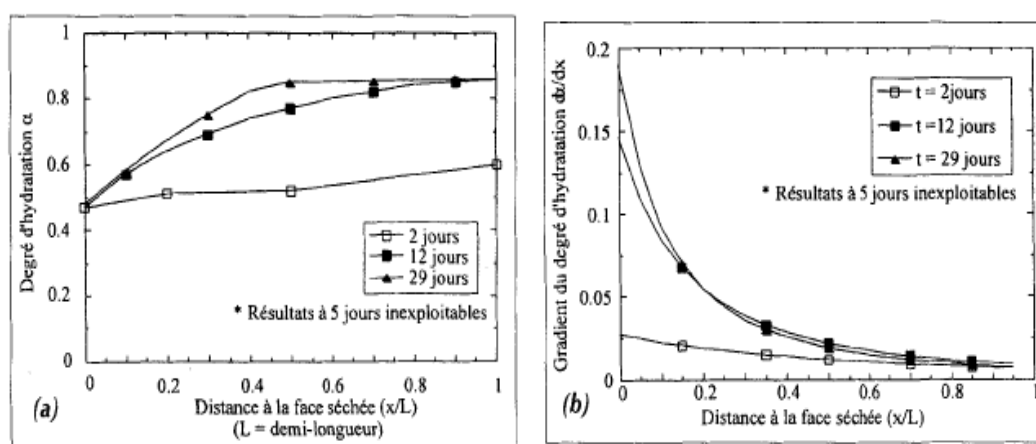 1
0.8
0.6
0.4
0.2
0
Degré d'hydratation α
2 jours
12 jours
29 jours
* Résultats à 5 jours inexploitables
0
0.2
0.4
0.6
0.8
1
Distance à la face séchée (x/L)
(L = demi-longueur)
(a)
0.2
0.15
0.1
0.05
0
Gradient du degré d'hydratation dα/dx
t = 2jours
t =12 jours
t = 29 jours
* Résultats à 5 jours inexploitables
0.0
0.2
0.4
0.6
0.8
Distance à la face séchée (x/L)
(b)